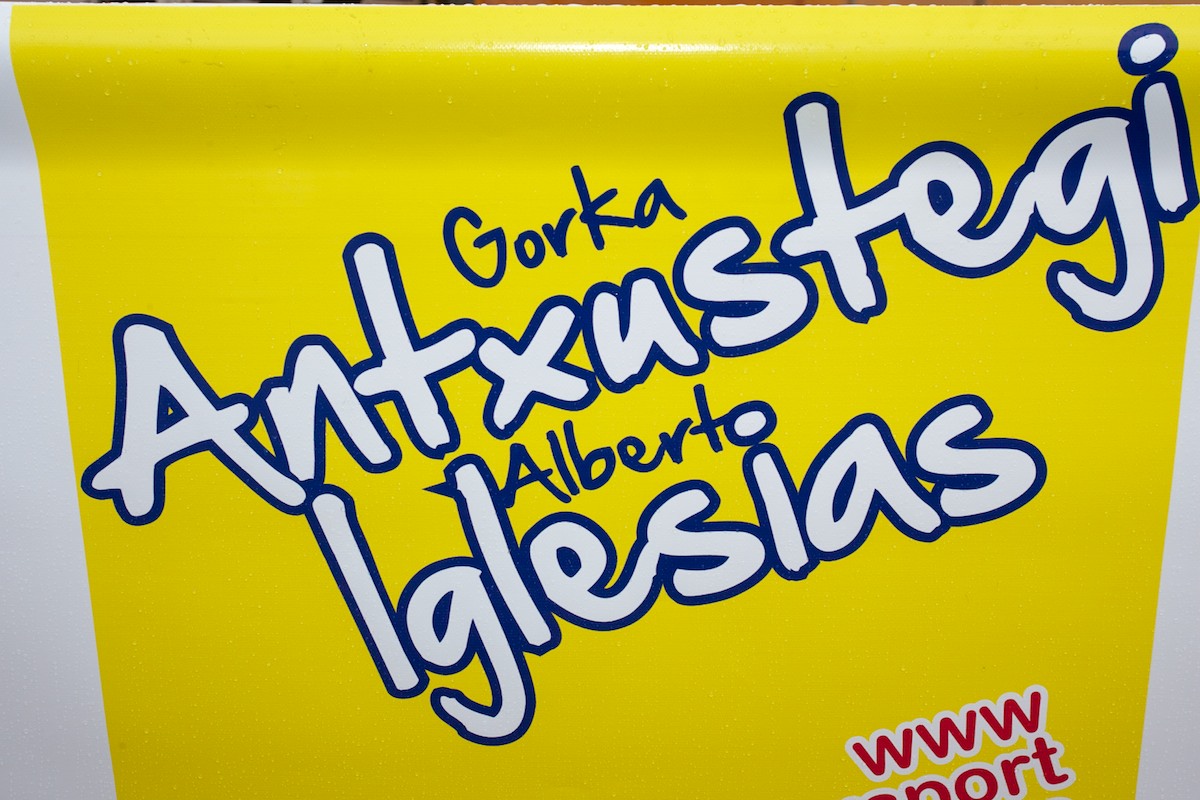 Gorka
Antxustegi
Alberto
Iglesias
www